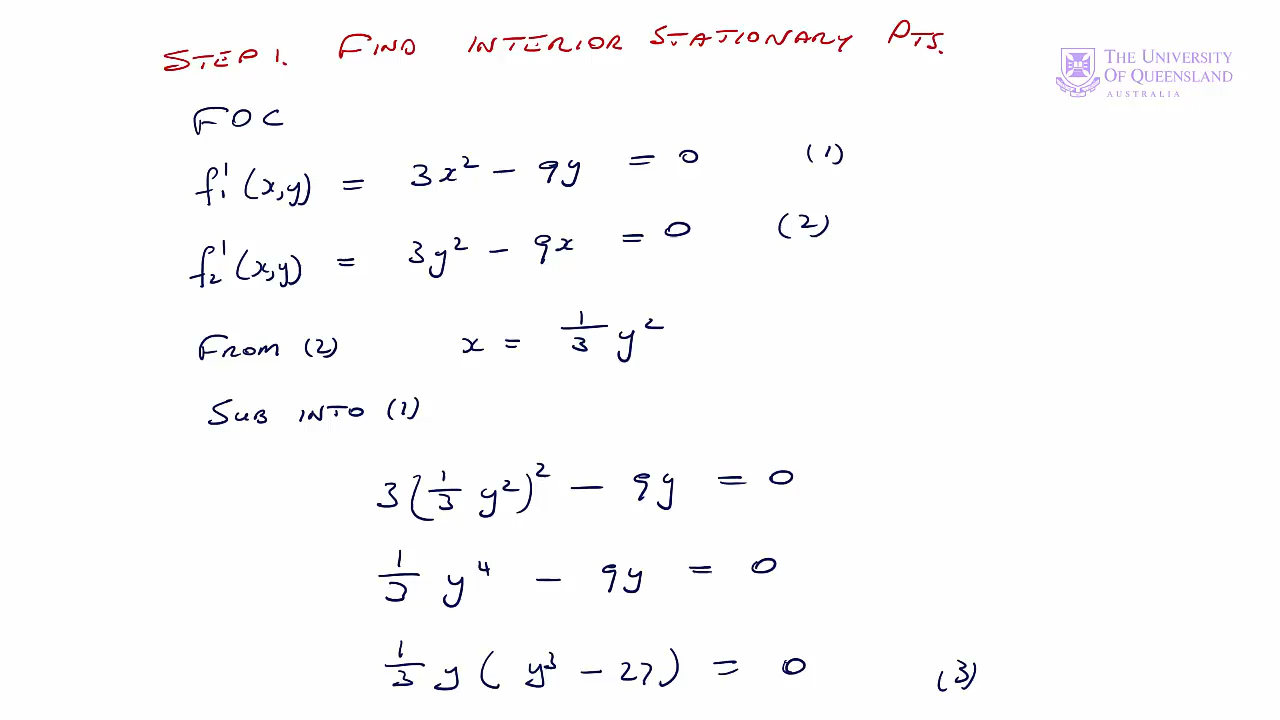 STEP 1. FIND INTERIOR STATIONARY PTS.
THE UNIVERSITY
OF QUEENSLAND
AUSTRALIA
FOC
f₁'(x,y) = 3x² - 9y = 0 (1)
f₂'(x,y) = 3y² - 9x = 0 (2)
FROM (2) x = 1/3 y²
SUB INTO (1)
3(1/3 y²)² - 9y = 0
1/3 y⁴ - 9y = 0
1/3 y(y³ - 27) = 0 (3)